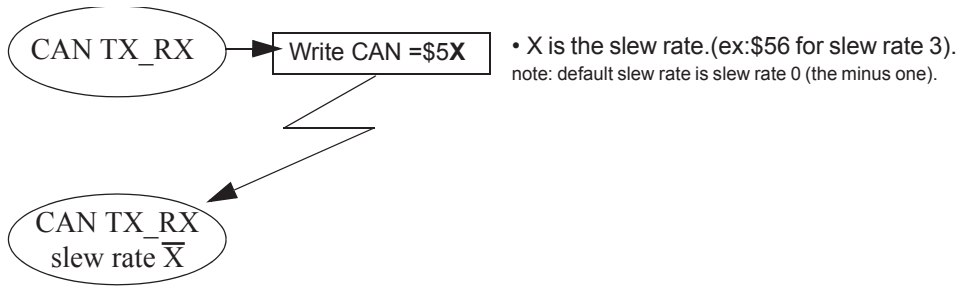 CAN TX_RX
Write CAN =$5X
• X is the slew rate.(ex:$56 for slew rate 3).
note: default slew rate is slew rate 0 (the minus one).
CAN TX_RX
slew rate X̅